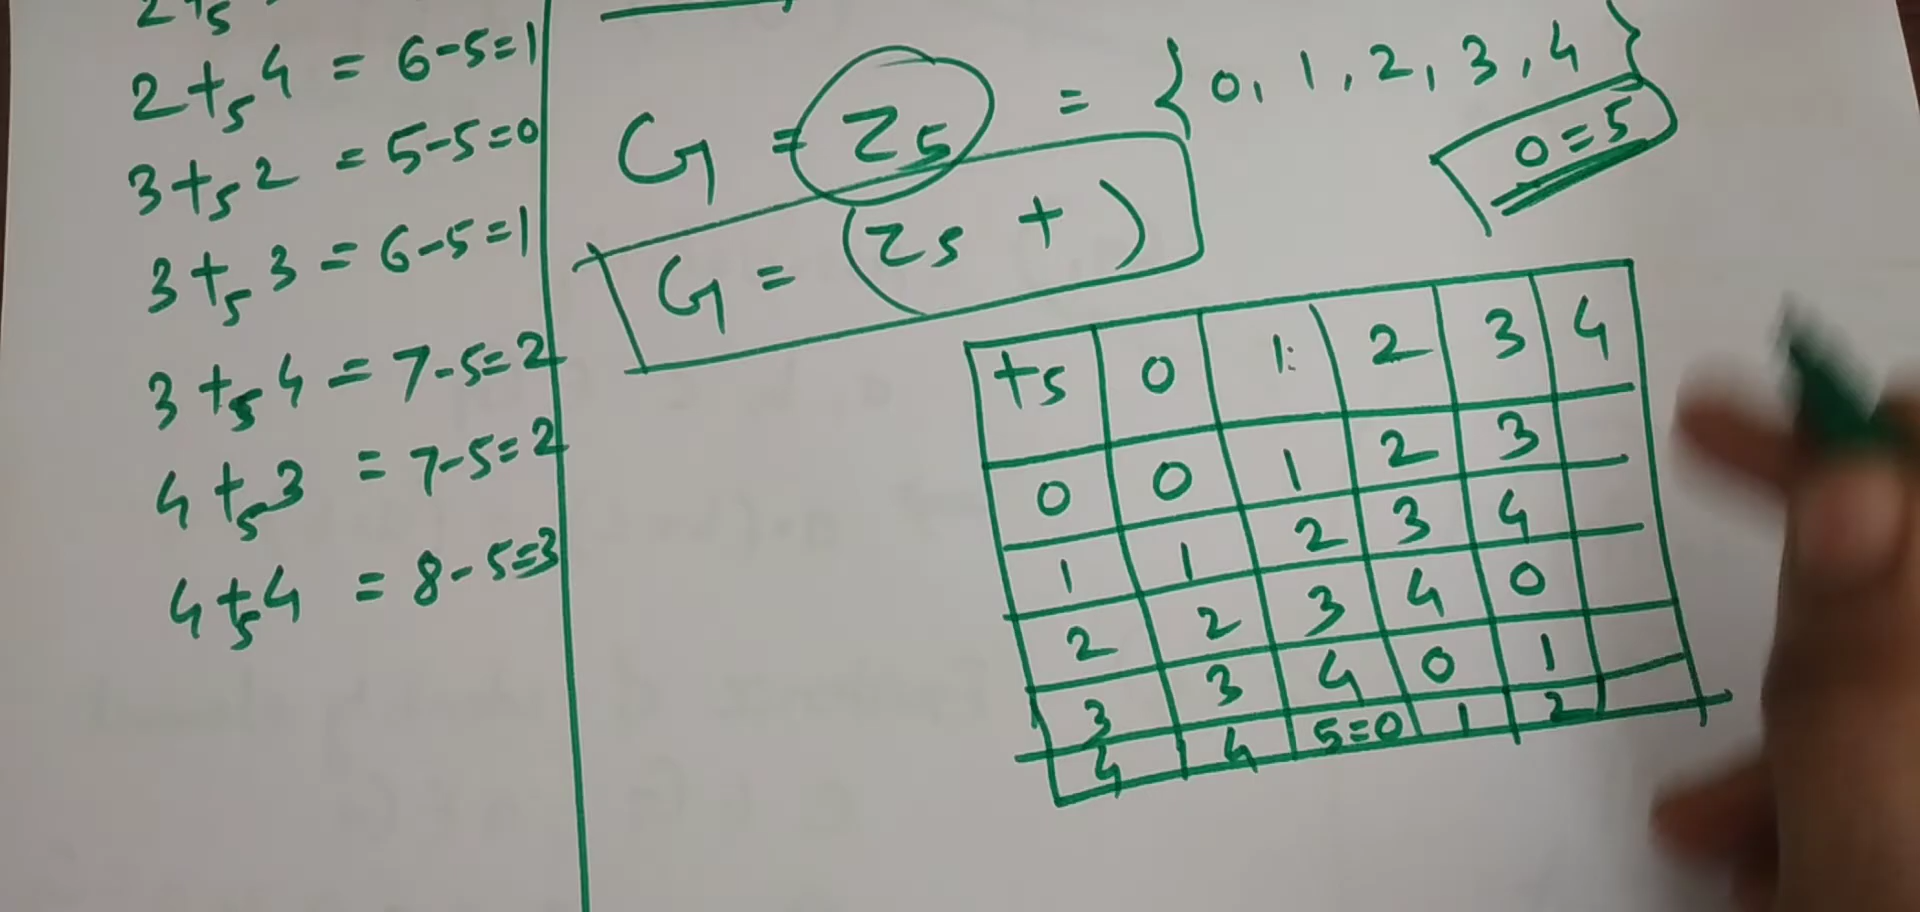 2+5
2 +5 4 = 6-5=1
3 +5 2 = 5-5=0
3 +5 3 = 6-5=1
3 +5 4 = 7-5=2
4 +5 3 = 7-5=2
4 +5 4 = 8-5=3
G = Z5 = {0, 1, 2, 3, 4}
0=5
G = (Z5 +)
+5 0 1 2 3 4
0 0 1 2 3
1 1 2 3 4
2 2 3 4 0
3 3 4 0 1
4 4 5=0 1 2